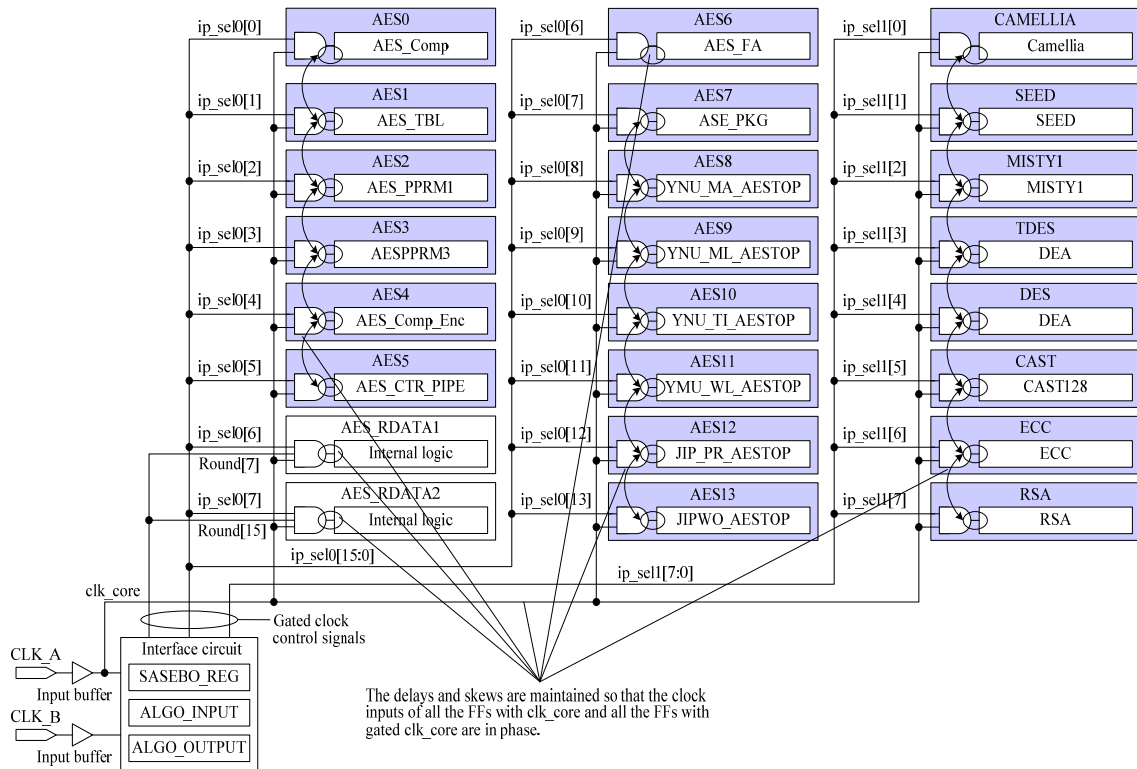 ip_sel0[0]
AES0
AES_Comp
ip_sel0[1]
AES1
AES_TBL
ip_sel0[2]
AES2
AES_PPRM1
ip_sel0[3]
AES3
AESPPRM3
ip_sel0[4]
AES4
AES_Comp_Enc
ip_sel0[5]
AES5
AES_CTR_PIPE
ip_sel0[6]
Round[7]
AES_RDATA1
Internal logic
ip_sel0[7]
Round[15]
AES_RDATA2
Internal logic
ip_sel0[6]
AES6
AES_FA
ip_sel0[7]
AES7
ASE_PKG
ip_sel0[8]
AES8
YNU_MA_AESTOP
ip_sel0[9]
AES9
YNU_ML_AESTOP
ip_sel0[10]
AES10
YNU_TI_AESTOP
ip_sel0[11]
AES11
YMU_WL_AESTOP
ip_sel0[12]
AES12
JIP_PR_AESTOP
ip_sel0[13]
AES13
JIPWO_AESTOP
ip_sel1[0]
CAMELLIA
Camellia
ip_sel1[1]
SEED
SEED
ip_sel1[2]
MISTY1
MISTY1
ip_sel1[3]
TDES
DEA
ip_sel1[4]
DES
DEA
ip_sel1[5]
CAST
CAST128
ip_sel1[6]
ECC
ECC
ip_sel1[7]
RSA
RSA
ip_sel0[15:0]
ip_sel1[7:0]
clk_core
Gated clock
control signals
CLK_A
Input buffer
CLK_B
Input buffer
Interface circuit
SASEBO_REG
ALGO_INPUT
ALGO_OUTPUT
The delays and skews are maintained so that the clock
inputs of all the FFs with clk_core and all the FFs with
gated clk_core are in phase.